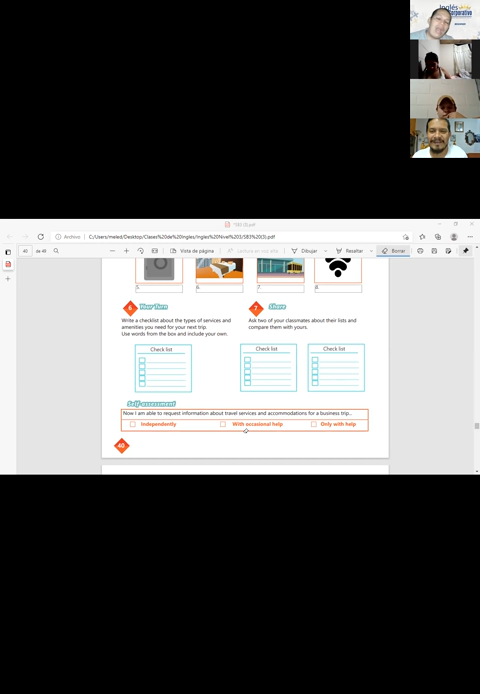 Inglés
Corporativo
Archivo
C:/Users/meled/Desktop/Clases%20de%20Ingles/Ingles%20Nivel%203/SB3%20(3).pdf
40
de 48
Vista de página
Dibujar
Resaltar
Borrar
5.
6.
7.
8.
6
Your Turn
Write a checklist about the types of services and
amenities you need for your next trip.
Use words from the box and include your own.
7
Share
Ask two of your classmates about their lists and
compare them with yours.
Check list
Check list
Check list
Self-assessment
Now I am able to request information about travel services and accommodations for a business trip..
Independently
With occasional help
Only with help
40